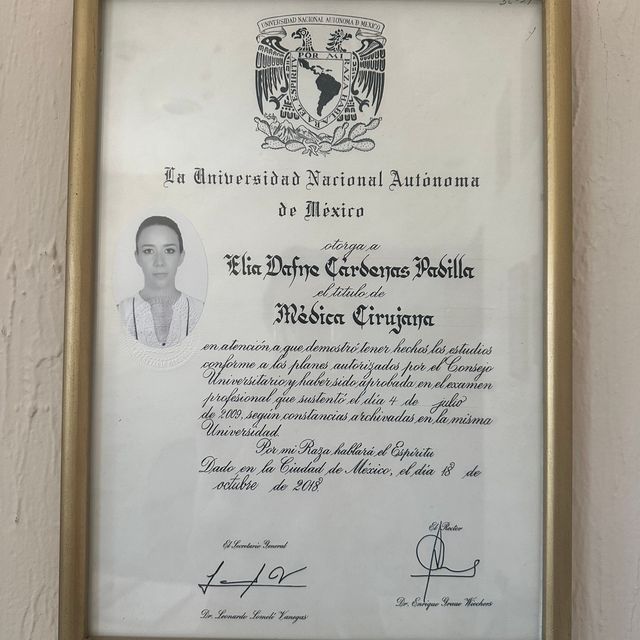 UNIVERSIDAD NACIONAL AUTONOMA D MEXICO
POR MI
RAZA HABLARA EL ESPIRITU
La Universidad Nacional Autónoma
de México
otorga a
Elia Dafne Cárdenas Padilla
el título de
Médica Cirujana
en atención a que demostró tener hechos los estudios
conforme a los planes autorizados por el Consejo
Universitario y haber sido aprobada en el examen
profesional que sustentó el día 4 de julio
de 2009, según constancias archivadas en la misma
Universidad.
Por mi Raza hablará el Espíritu
Dado en la Ciudad de México, el día 18 de
octubre de 2018.
El Secretario General
El Rector
Dr. Leonardo Lomelí Vanegas
Dr. Enrique Graue Wiechers